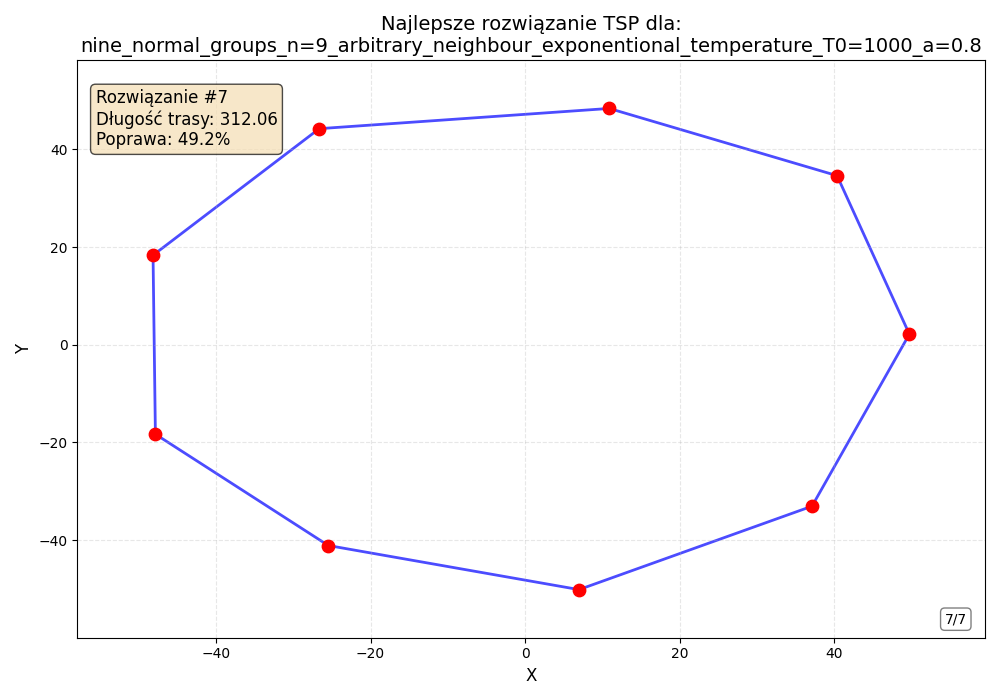 Najlepsze rozwiązanie TSP dla:
nine_normal_groups_n=9_arbitrary_neighbour_exponential_temperature_T0=1000_a=0.8
Rozwiązanie #7
Długość trasy: 312.06
Poprawa: 49.2%
40
20
0
−20
−40
Y
7/7
−40
−20
0
20
40
X